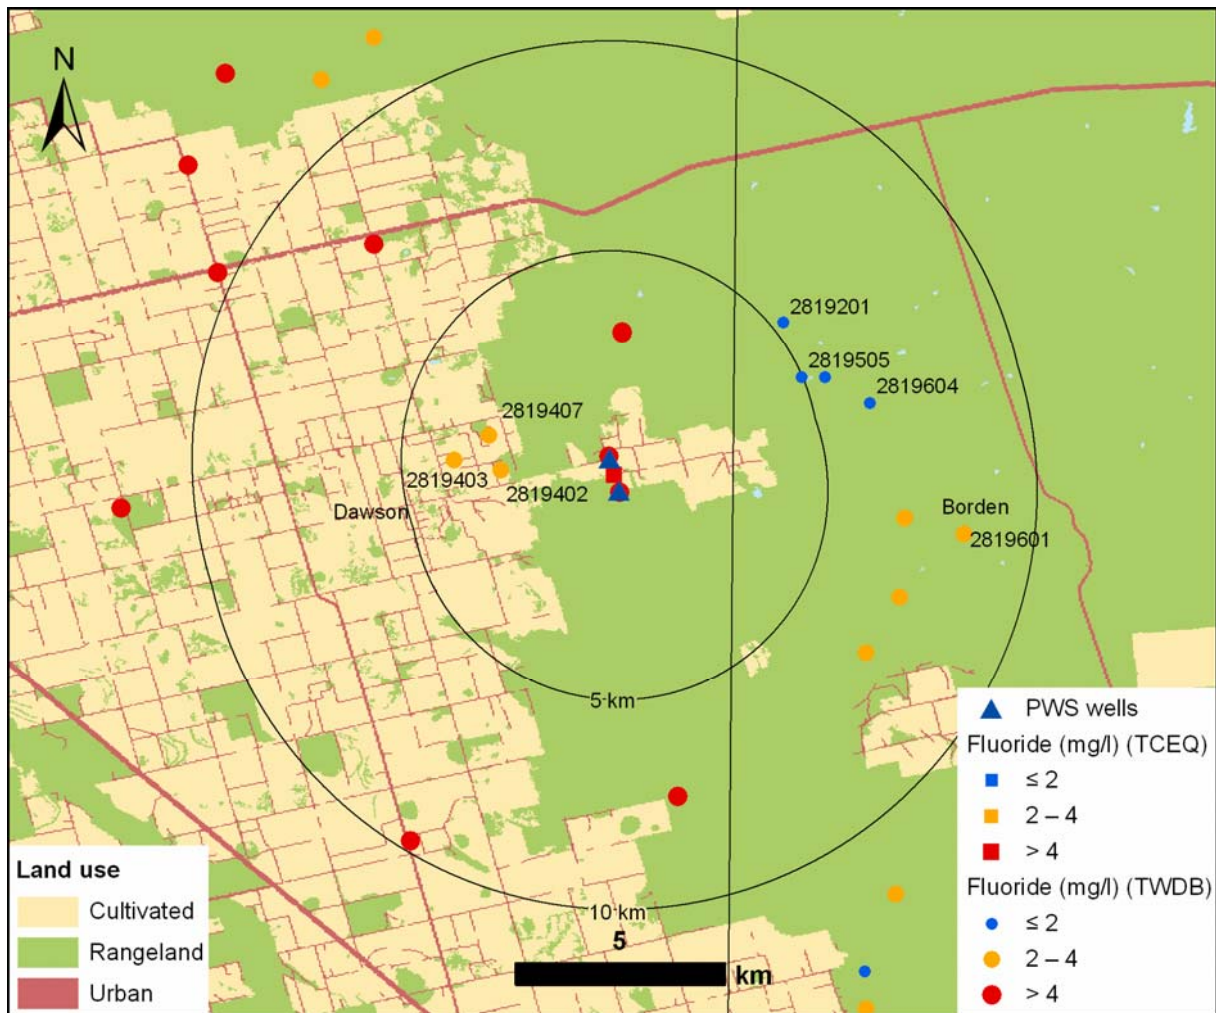 N
2819201
2819505
2819604
2819407
2819403
2819402
Dawson
Borden
2819601
5 km
10 km
5
km
PWS wells
Fluoride (mg/l) (TCEQ)
≤ 2
2 – 4
> 4
Fluoride (mg/l) (TWDB)
≤ 2
2 – 4
> 4
Land use
Cultivated
Rangeland
Urban